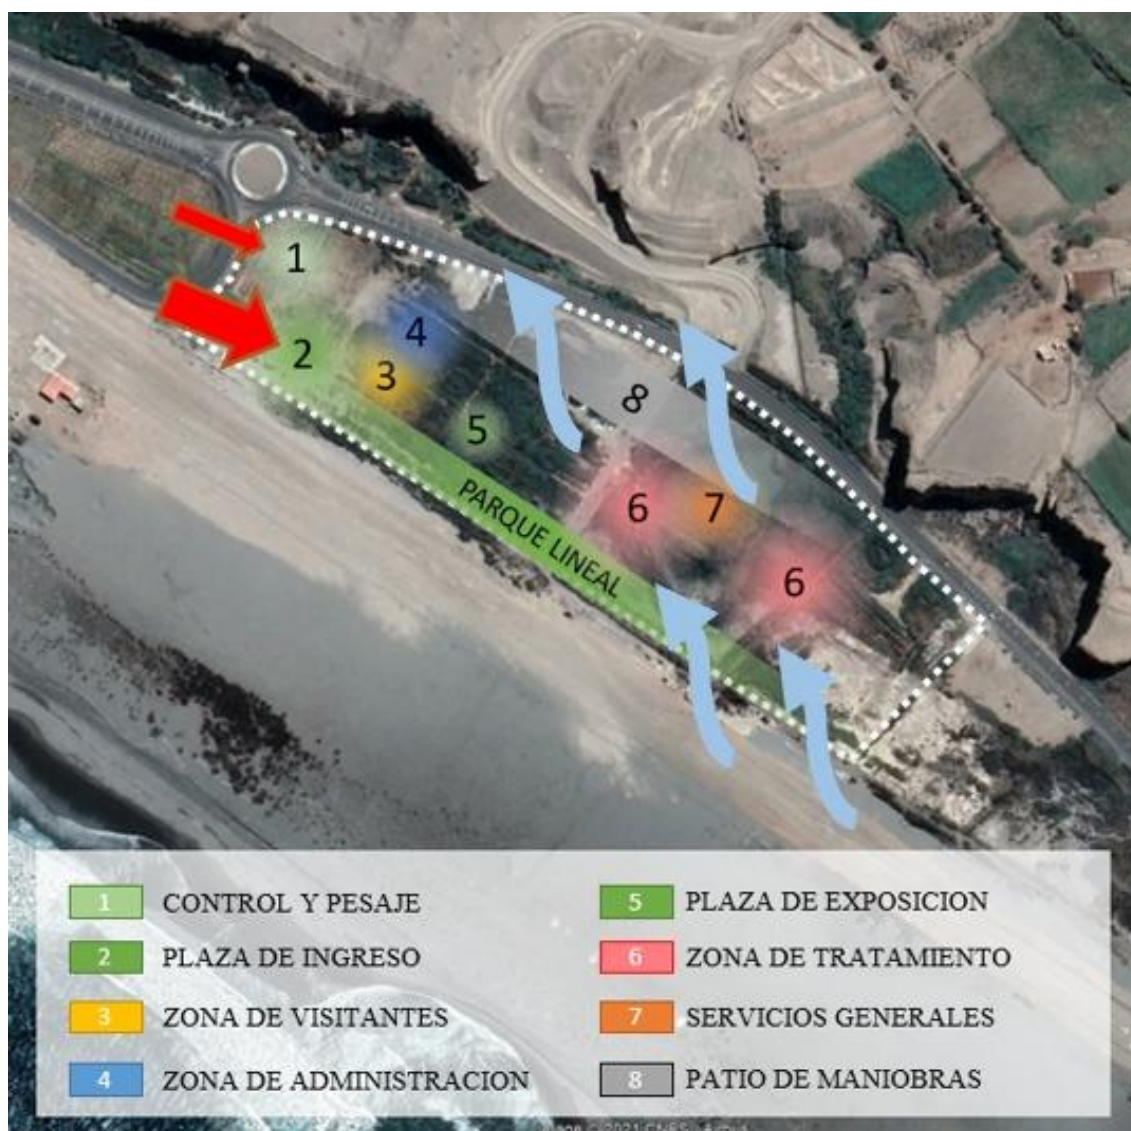 1
2
4
3
5
8
PARQUE LINEAL
6
7
6
1 CONTROL Y PESAJE
2 PLAZA DE INGRESO
3 ZONA DE VISITANTES
4 ZONA DE ADMINISTRACION
5 PLAZA DE EXPOSICION
6 ZONA DE TRATAMIENTO
7 SERVICIOS GENERALES
8 PATIO DE MANIOBRAS